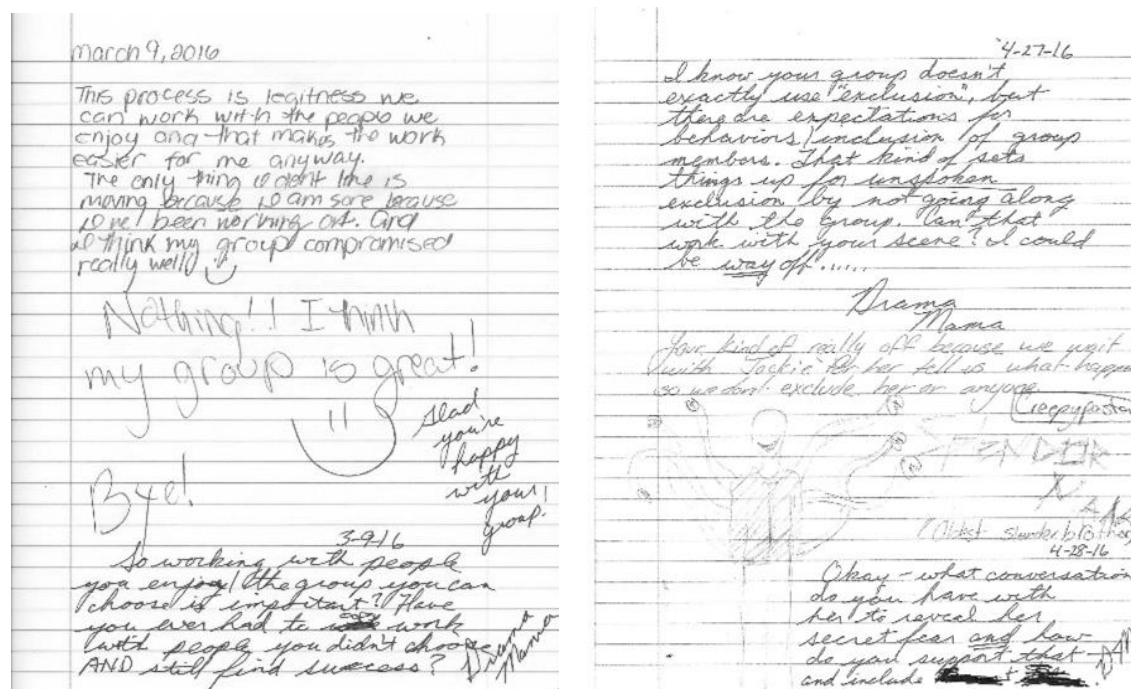 march 9, 2016
This process is legitness we
can work with the people we
enjoy and that makes the work
easier for me anyway.
The only thing I dont like is
moving because I am sore because
I've been working out. And
I think my group compromised
really well
Nothing!! I think
my group is great!
Glad
you're
happy
with
your
group.
Bye!
3-9-16
So working with people
you enjoy/the group you can
choose is important? Have
you ever had to work
with people you didn't choose
AND still find success?
Drama
Mama
4-27-16
I know your group doesn't
exactly use "exclusion", but
there are expectations for
behaviors/inclusion of group
members. That kind of sets
things up for unspoken
exclusion by not going along
with the group. Can that
work with your scene? I could
be way off......
Drama
Mama
Your kind of really off because we wait
with Jackie for her tell us what happen
so we dont exclude her or anyone.
Creepypasta
Oldest slender brother
4-28-16
Okay - what conversation
do you have with
her to reveal her
secret fear and how
do you support that
and include